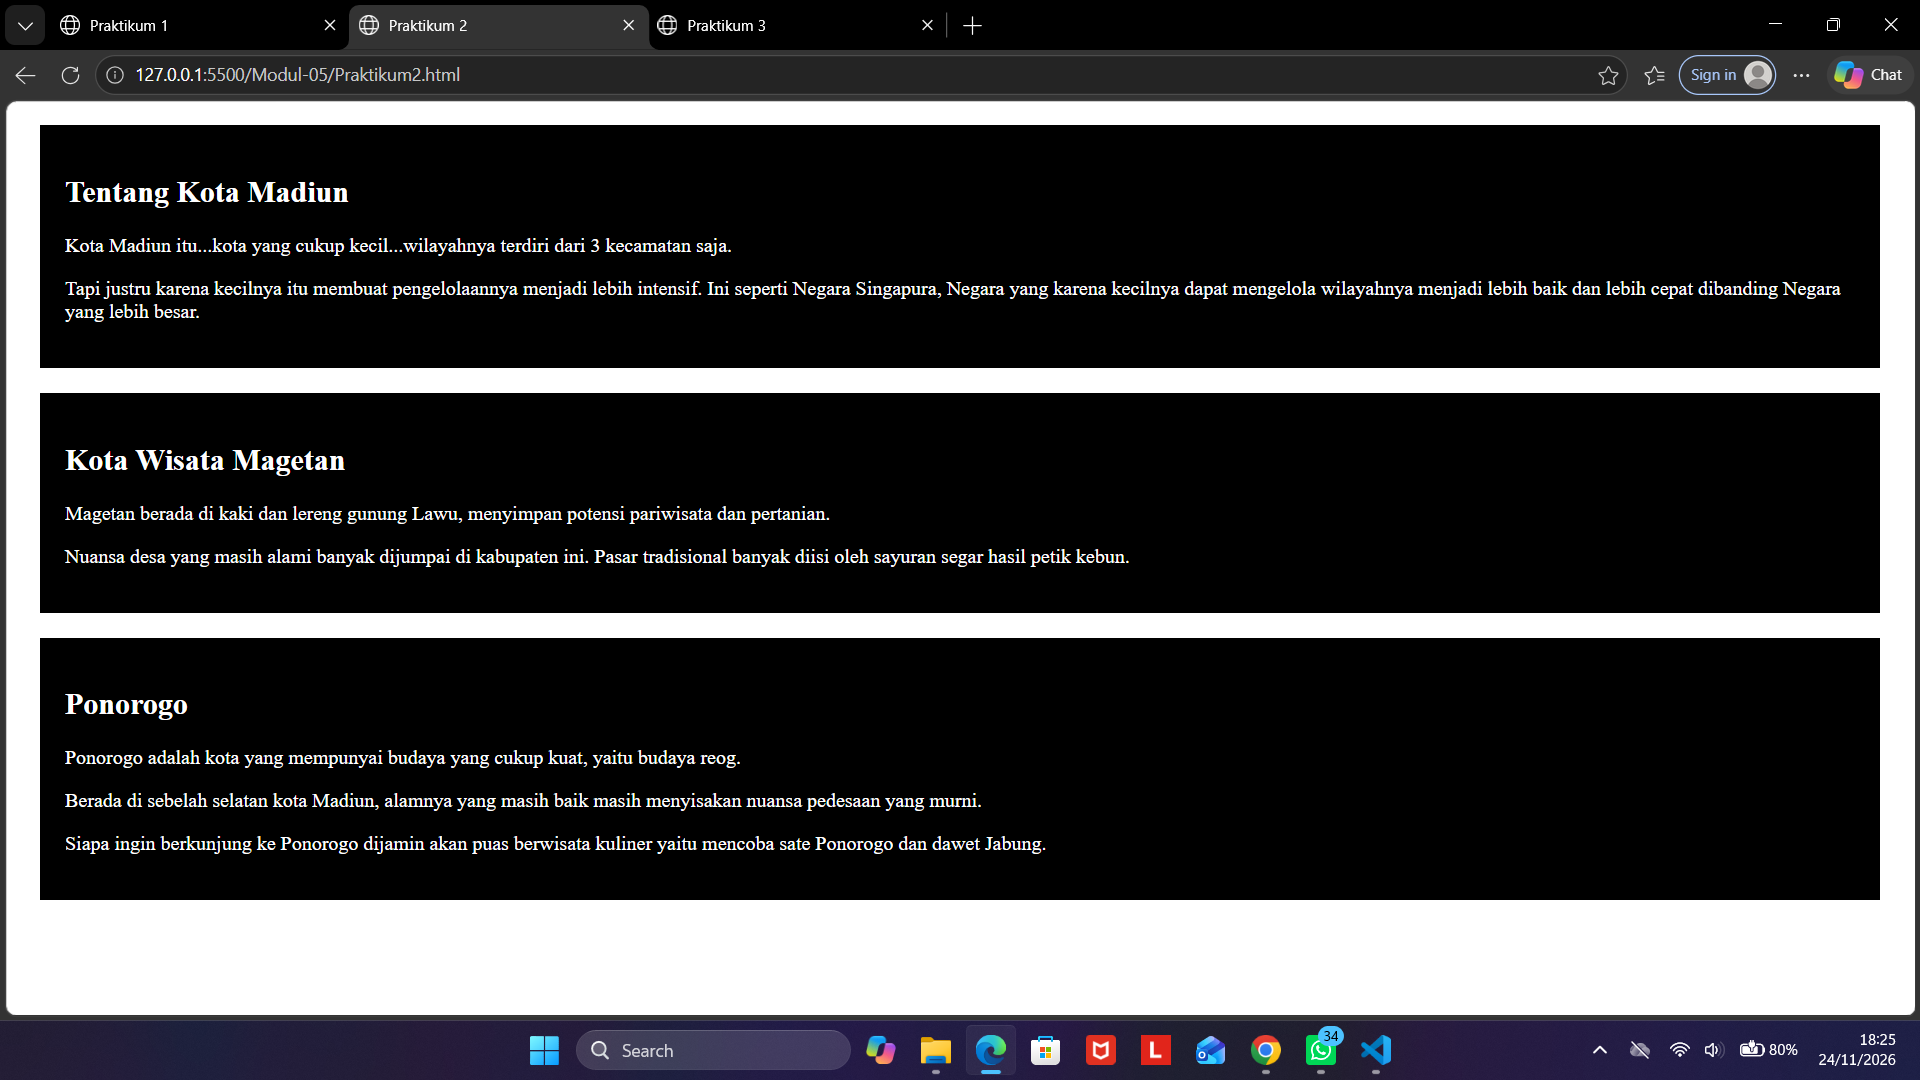 Praktikum 1
Praktikum 2
Praktikum 3
127.0.0.1:5500/Modul-05/Praktikum2.html
Sign in
Chat
Tentang Kota Madiun
Kota Madiun itu...kota yang cukup kecil...wilayahnya terdiri dari 3 kecamatan saja.
Tapi justru karena kecilnya itu membuat pengelolaannya menjadi lebih intensif. Ini seperti Negara Singapura, Negara yang karena kecilnya dapat mengelola wilayahnya menjadi lebih baik dan lebih cepat dibanding Negara
yang lebih besar.
Kota Wisata Magetan
Magetan berada di kaki dan lereng gunung Lawu, menyimpan potensi pariwisata dan pertanian.
Nuansa desa yang masih alami banyak dijumpai di kabupaten ini. Pasar tradisional banyak diisi oleh sayuran segar hasil petik kebun.
Ponorogo
Ponorogo adalah kota yang mempunyai budaya yang cukup kuat, yaitu budaya reog.
Berada di sebelah selatan kota Madiun, alamnya yang masih baik masih menyisakan nuansa pedesaan yang murni.
Siapa ingin berkunjung ke Ponorogo dijamin akan puas berwisata kuliner yaitu mencoba sate Ponorogo dan dawet Jabung.
Search
L
34
80%
18:25
24/11/2026